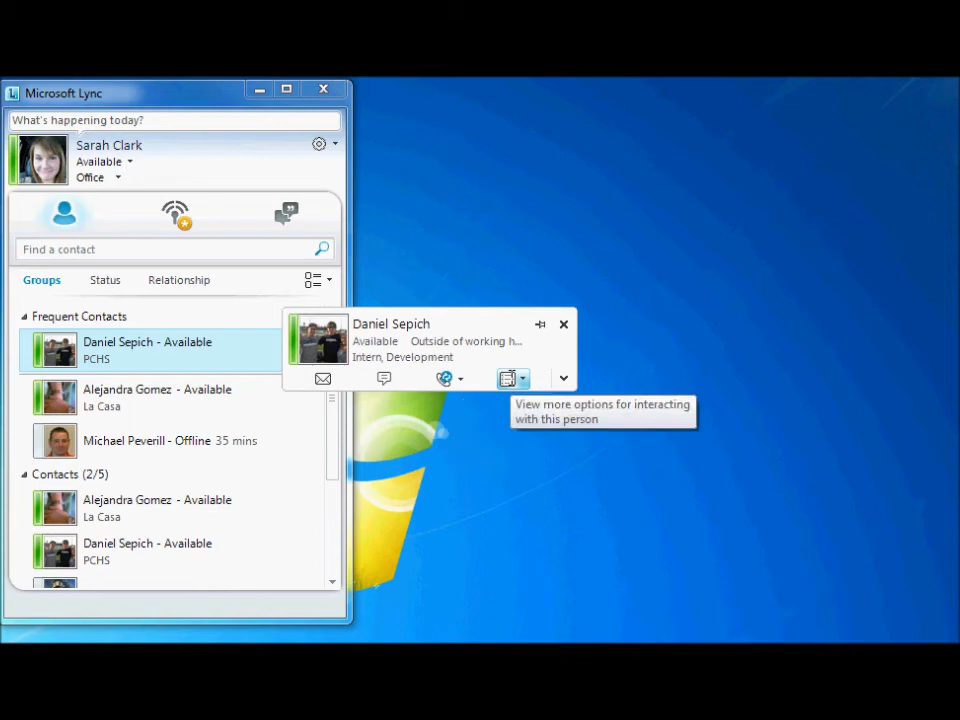 Microsoft Lync
What's happening today?
Sarah Clark
Available
Office
Find a contact
Groups Status Relationship
Frequent Contacts
Daniel Sepich - Available
PCHS
Alejandra Gomez - Available
La Casa
Michael Peverill - Offline 35 mins
Contacts (2/5)
Alejandra Gomez - Available
La Casa
Daniel Sepich - Available
PCHS
Daniel Sepich
Available Outside of working h...
Intern, Development
View more options for interacting
with this person